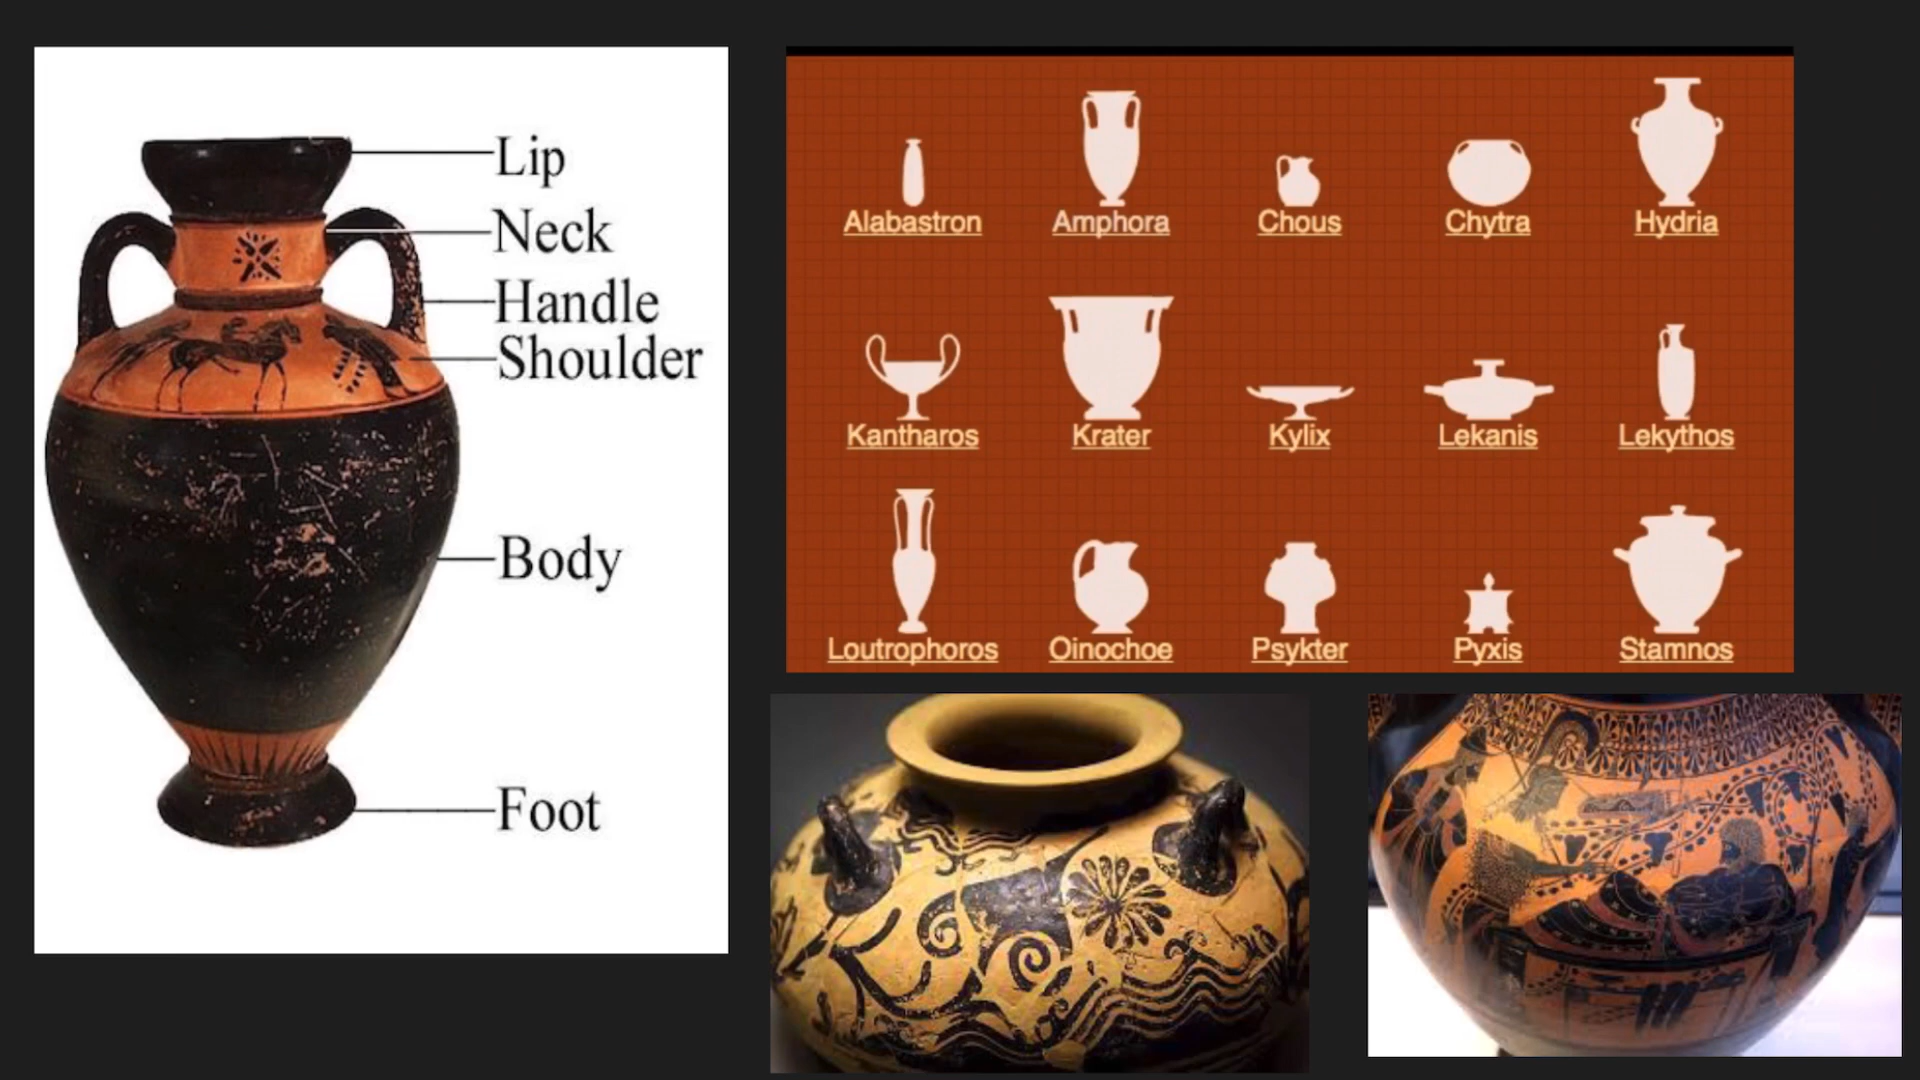 Lip
Neck
Handle
Shoulder
Body
Foot
Alabastron Amphora Chous Chytra Hydria
Kantharos Krater Kylix Lekanis Lekythos
Loutrophoros Oinochoe Psykter Pyxis Stamnos